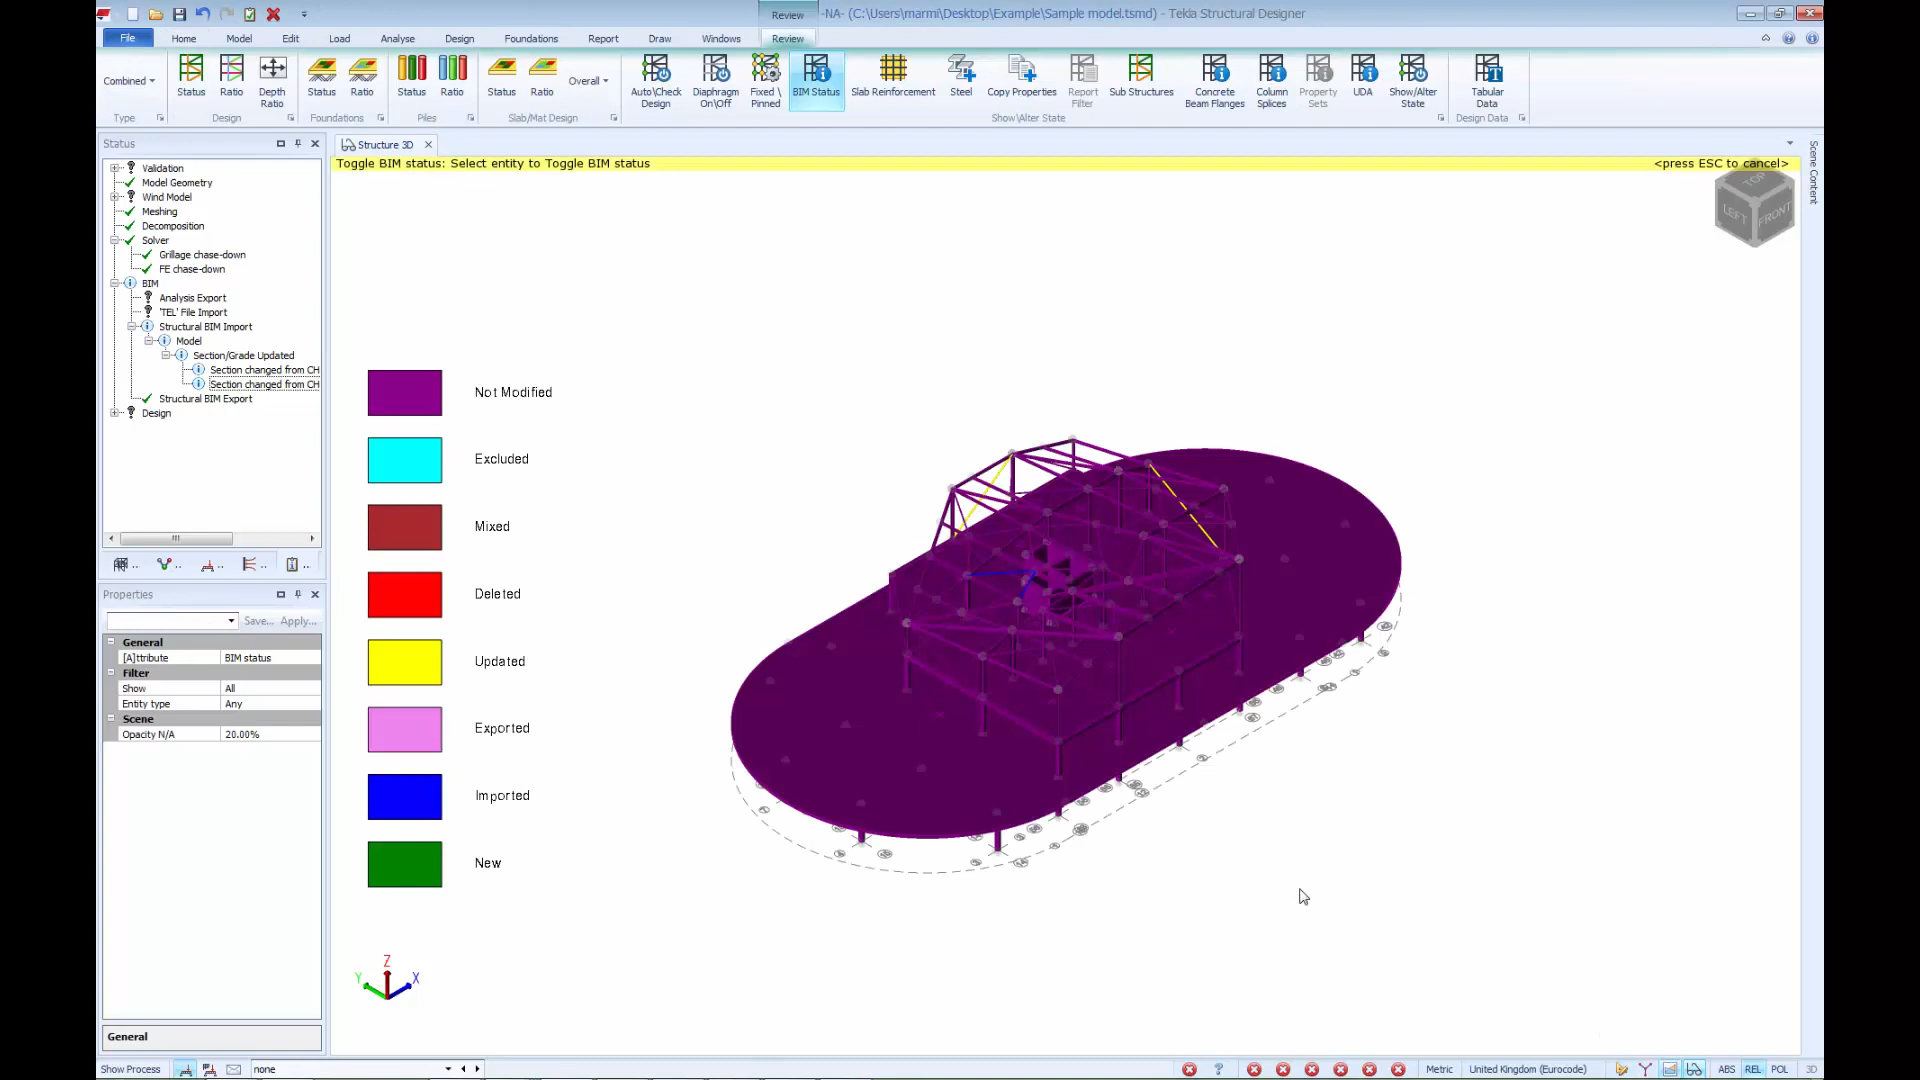 Review
-NA- (C:\Users\marmi\Desktop\Example\Sample model.tsmd) - Tekla Structural Designer
File Home Model Edit Load Analyse Design Foundations Report Draw Windows Review
Combined
Status Ratio Depth Ratio
Status Ratio
Status Ratio
Status Ratio Overall
Auto\Check Design
Diaphragm On\Off
Fixed \ Pinned
BIM Status
Slab Reinforcement
Steel
Copy Properties
Report Filter
Sub Structures
Concrete Beam Flanges
Column Splices
Property Sets
UDA
Show/Alter State
Tabular Data
Type Design Foundations Piles Slab/Mat Design Show\Alter State Design Data
Status
Structure 3D
Toggle BIM status: Select entity to Toggle BIM status
<press ESC to cancel>
Scene Content
TOP
LEFT
FRONT
Validation
Model Geometry
Wind Model
Meshing
Decomposition
Solver
Grillage chase-down
FE chase-down
BIM
Analysis Export
'TEL' File Import
Structural BIM Import
Model
Section/Grade Updated
Section changed from CH
Section changed from CH
Structural BIM Export
Design
Not Modified
Excluded
Mixed
Deleted
Updated
Exported
Imported
New
Z
Y
X
Properties
Save... Apply...
General
[A]ttribute BIM status
Filter
Show All
Entity type Any
Scene
Opacity N/A 20.00%
General
Show Process
none
Metric
United Kingdom (Eurocode)
ABS REL POL 3D